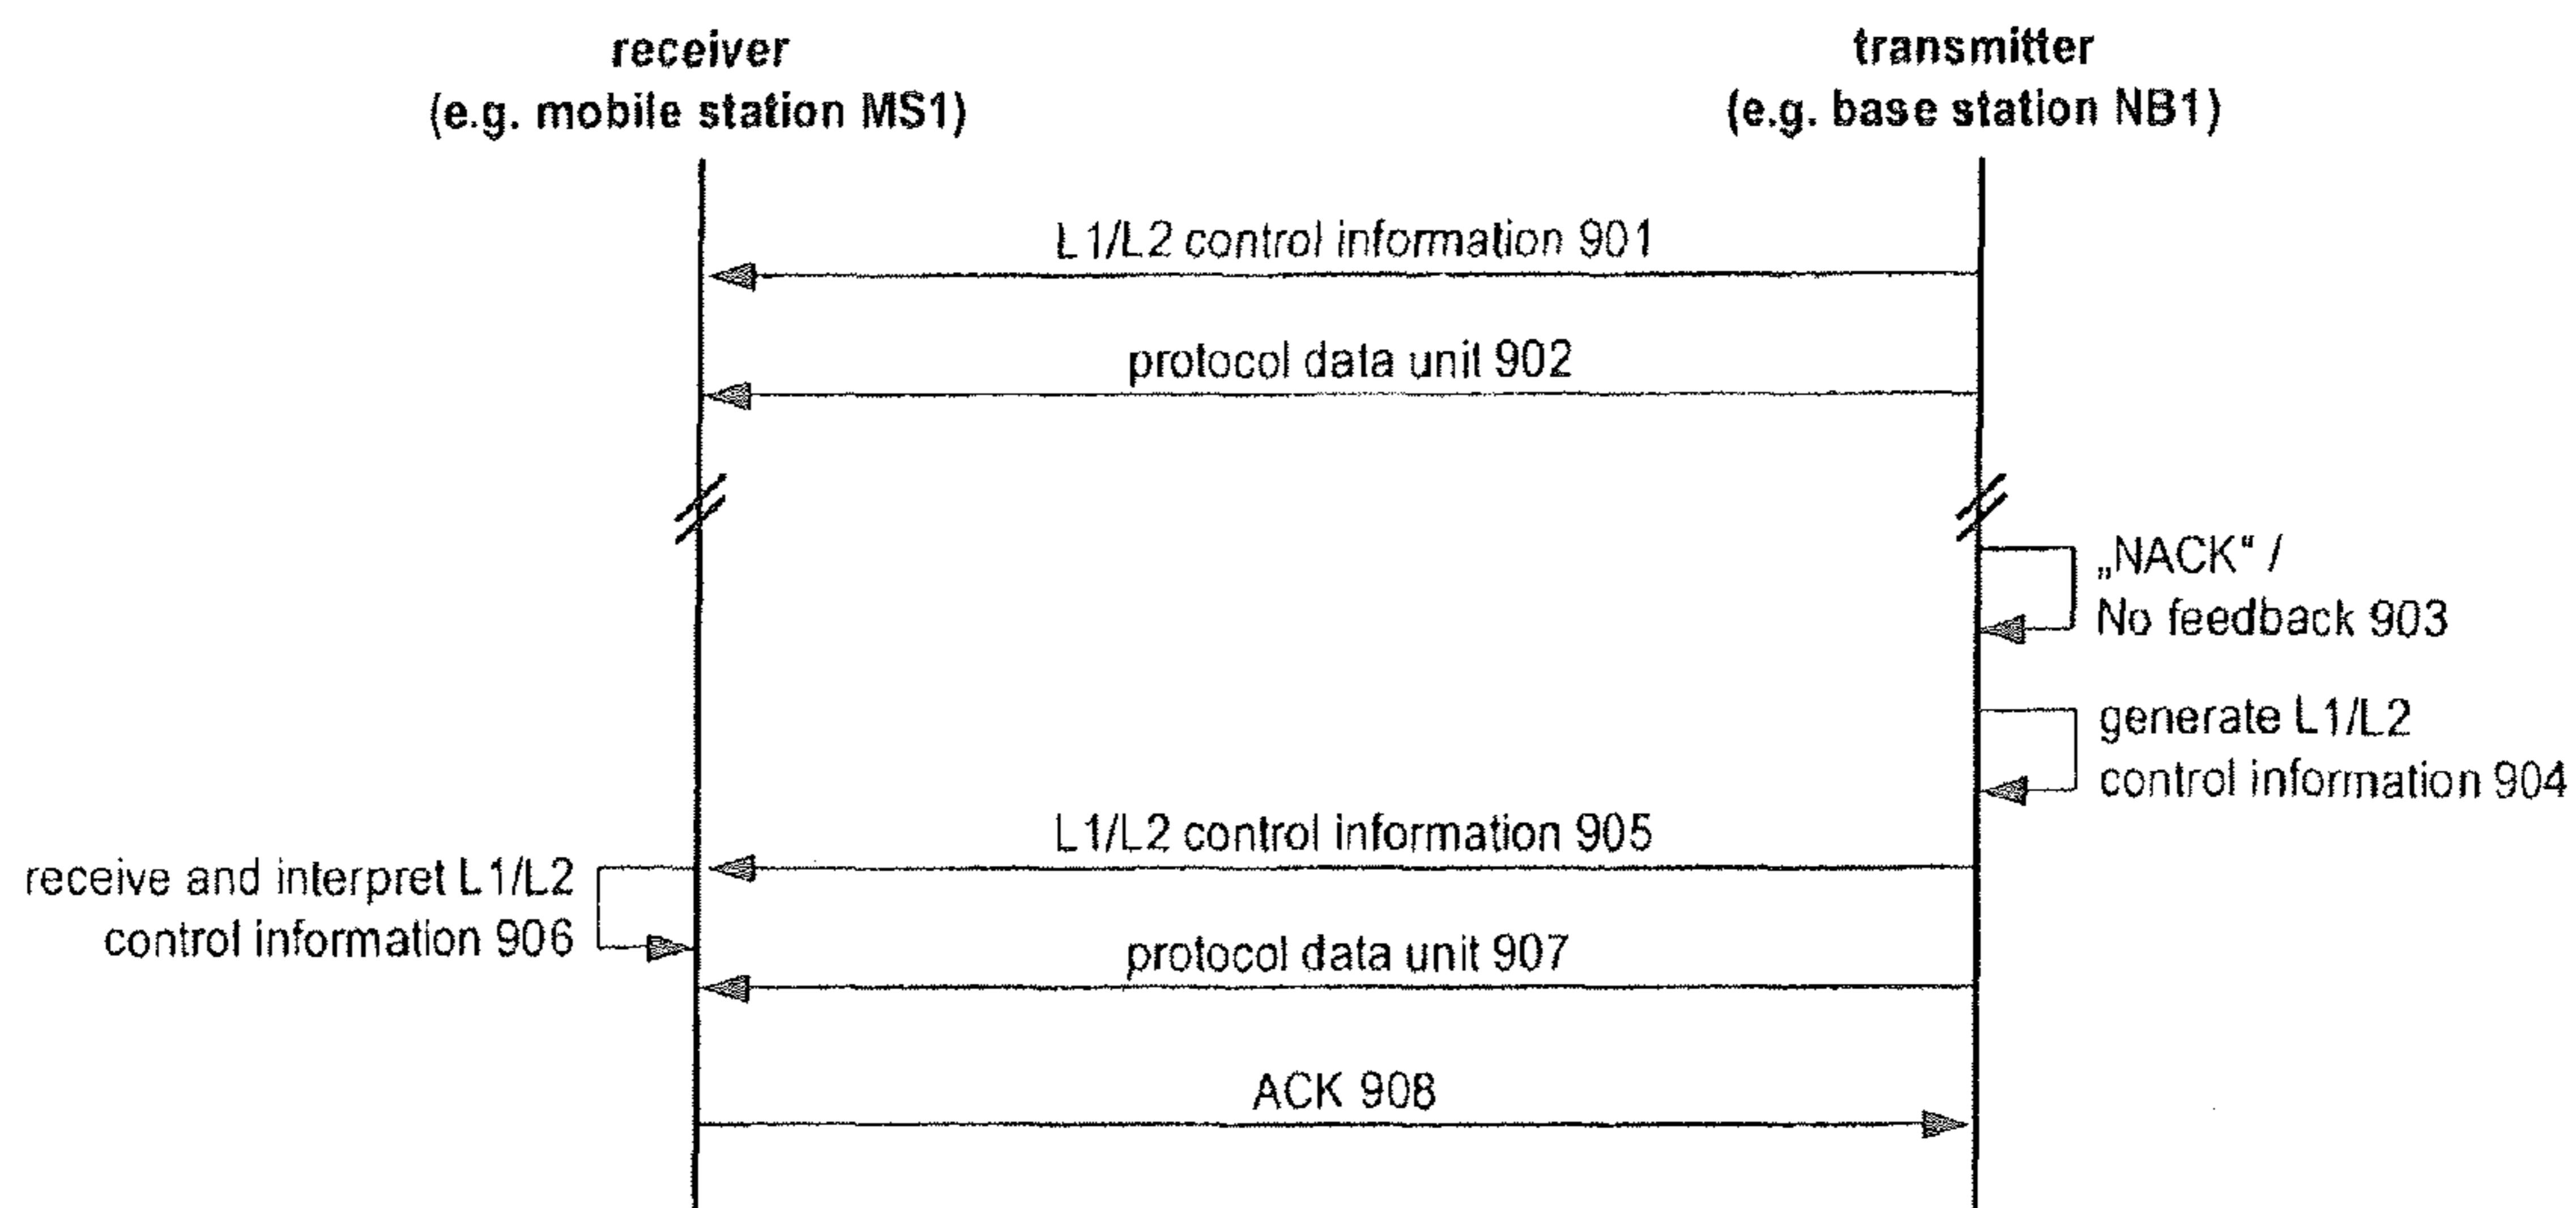 receiver
(e.g. mobile station MS1)
transmitter
(e.g. base station NB1)
L1/L2 control information 901
protocol data unit 902
„NACK“ /
No feedback 903
generate L1/L2
control information 904
L1/L2 control information 905
receive and interpret L1/L2
control information 906
protocol data unit 907
ACK 908